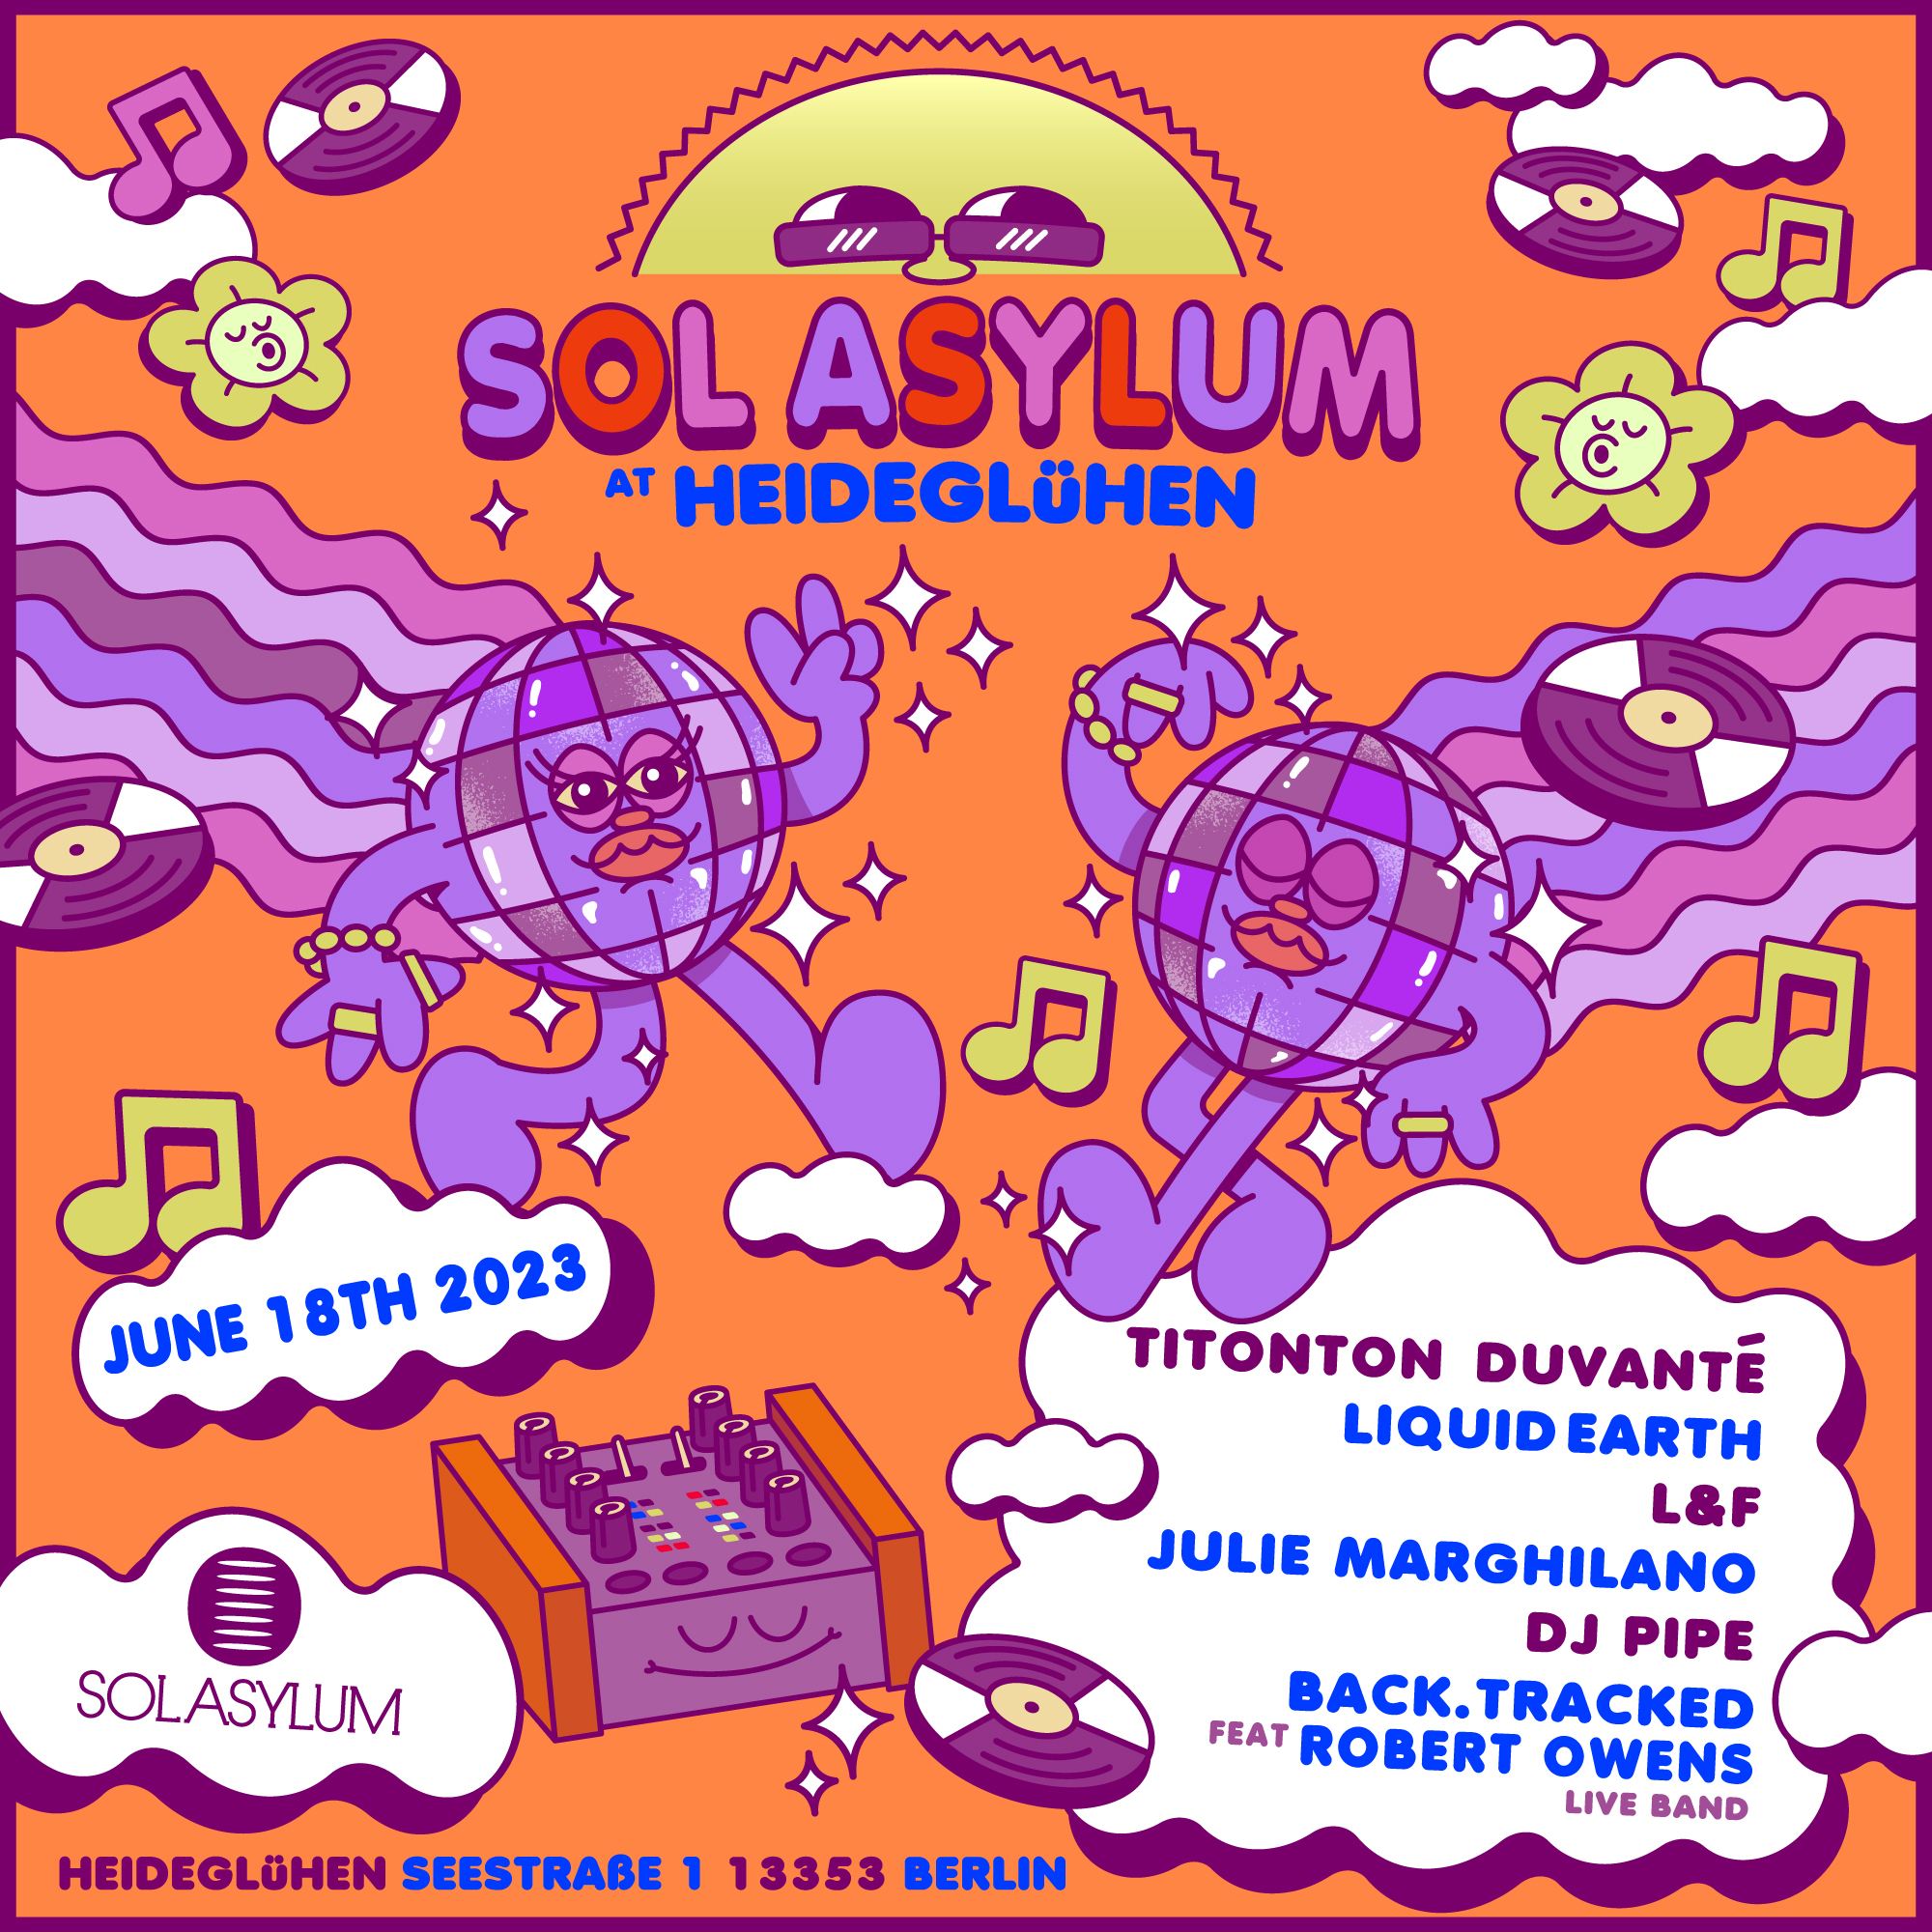 SOL ASYLUM
AT HEIDEGLüHEN
JUNE 18TH 2023
TITONTON DUVANTÉ
LIQUID EARTH
L&F
JULIE MARGHILANO
DJ PIPE
BACK.TRACKED
FEAT ROBERT OWENS
LIVE BAND
SOLASYLUM
HEIDEGLüHEN SEESTRAßE 1 13353 BERLIN